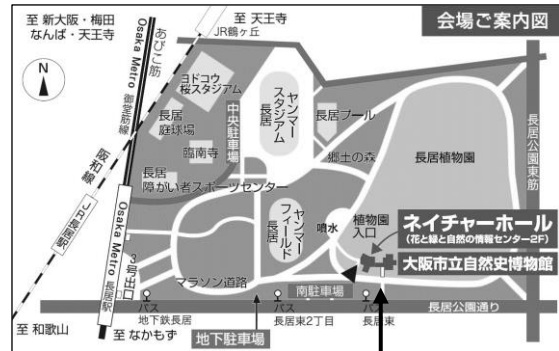 会場ご案内図
至 新大阪・梅田
なんば・天王寺
至 天王寺
JR鶴ヶ丘
あびこ筋
Osaka Metro 御堂筋線
N
阪和線
JR長居駅
ヨドコウ
桜スタジアム
長居
庭球場
臨南寺
長居
障がい者スポーツセンター
中央駐車場
ヤンマー
スタジアム
長居
長居プール
郷土の森
長居植物園
長居公園東筋
ヤンマー
フィールド
長居
噴水
植物園
入口
ネイチャーホール
(花と緑と自然の情報センター2F)
大阪市立自然史博物館
Osaka Metro 長居駅
3号出口
マラソン道路
南駐車場
バス
地下鉄長居
バス
長居東2丁目
バス
長居東
長居公園通り
地下駐車場
至 和歌山
至 なかもず